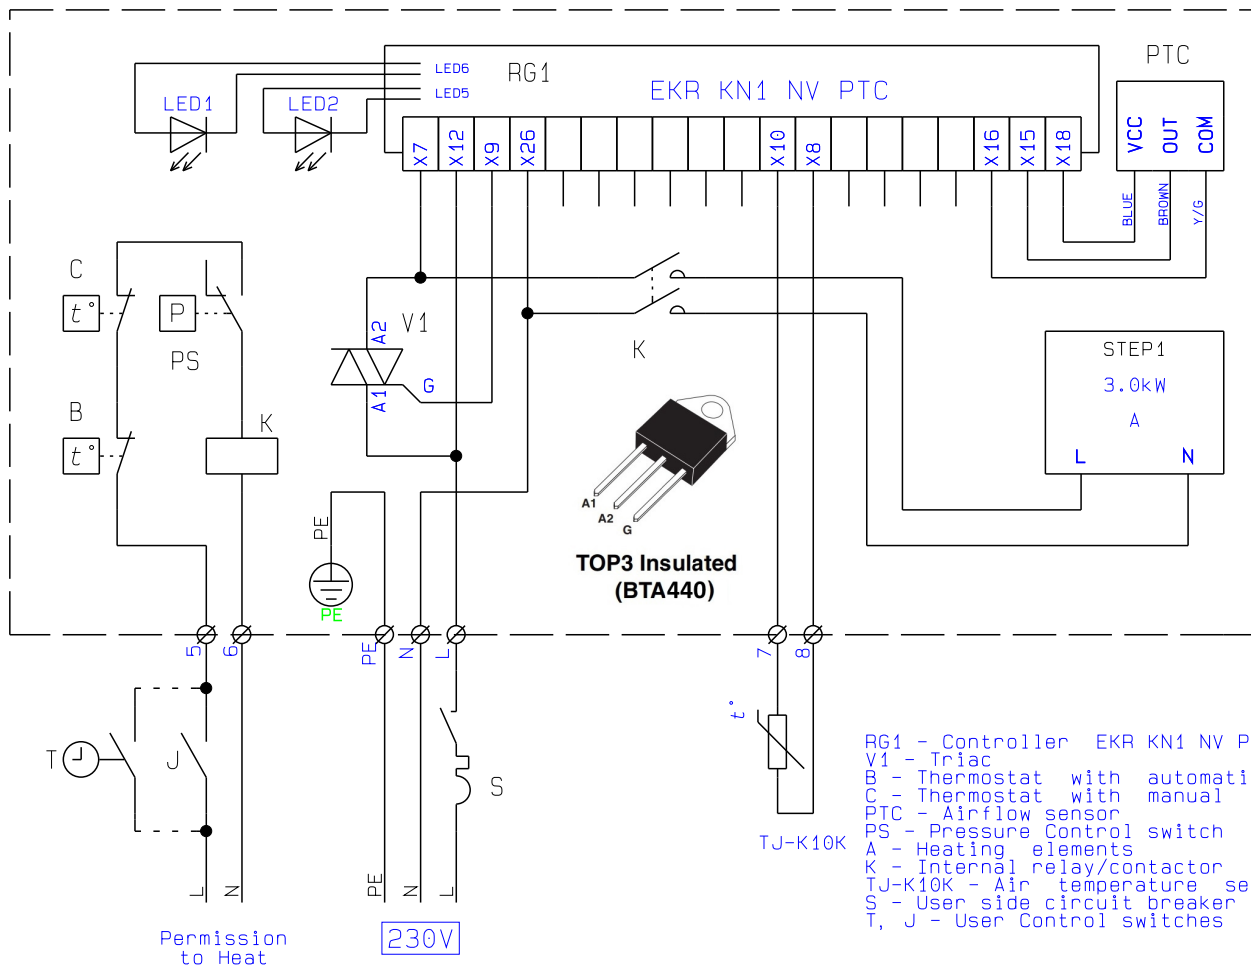 PTC
LED6
RG1
LED5
EKR KN1 NV PTC
LED1
LED2
X7
X12
X9
X26
X10
X8
X16
X15
X18
VCC
OUT
COM
BLUE
BROWN
Y/G
C
t°
P
PS
V1
A2
A1
G
K
STEP1
3.0kW
A
L
N
B
t°
K
PE
PE
A1
A2
G
TOP3 Insulated
(BTA440)
5
6
PE
N
L
7
8
t°
T
J
S
TJ-K10K
L
N
PE
N
L
Permission
to Heat
230V
RG1 - Controller EKR KN1 NV P
V1 - Triac
B - Thermostat with automati
C - Thermostat with manual
PTC - Airflow sensor
PS - Pressure Control switch
A - Heating elements
K - Internal relay/contactor
TJ-K10K - Air temperature se
S - User side circuit breaker
T, J - User Control switches